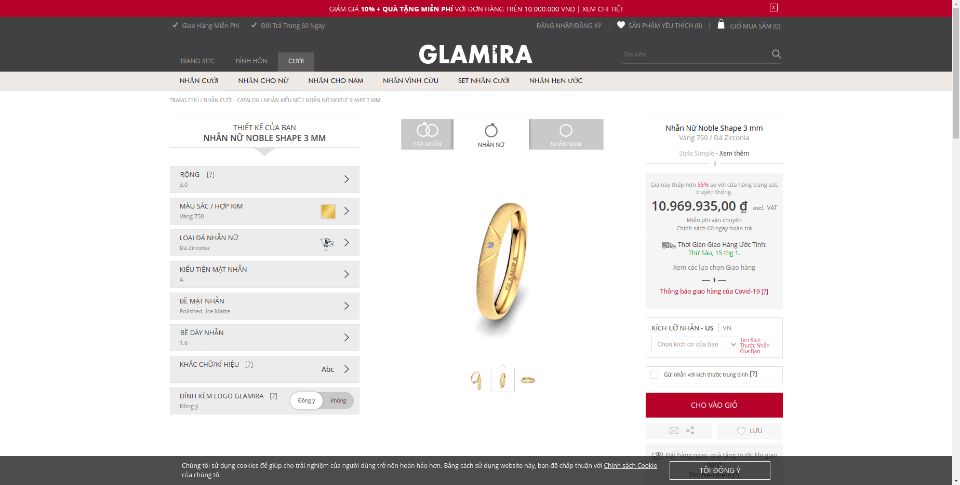 GIẢM GIÁ 10% + QUÀ TẶNG MIỄN PHÍ VỚI ĐƠN HÀNG TRÊN 10.000.000 VND | XEM CHI TIẾT
Giao Hàng Miễn Phí
Đổi Trả Trong 60 Ngày
ĐĂNG NHẬP/ĐĂNG KÝ
SẢN PHẨM YÊU THÍCH (0)
GIỎ MUA SẮM (0)
TRANG SỨC
ĐÍNH HÔN
CƯỚI
GLAMIRA
Tìm kiếm
NHẪN CƯỚI
NHẪN CHO NỮ
NHẪN CHO NAM
NHẪN VĨNH CỬU
SET NHẪN CƯỚI
NHẪN HẸN ƯỚC
TRANG CHỦ / NHẪN CƯỚI - CATALOG / NHẪN KIỂU NỮ / NHẪN NỮ NOBLE SHAPE 3 MM
THIẾT KẾ CỦA BẠN
NHẪN NỮ NOBLE SHAPE 3 MM
RỘNG [?]
3.0
MÀU SẮC / HỢP KIM
Vàng 750
LOẠI ĐÁ NHẪN NỮ
Đá Zirconia
KIỂU TIỆN MẶT NHẪN
A
BỀ MẶT NHẪN
Polished. Ice Matte
BỀ DÀY NHẪN
1.6
KHẮC CHỮ/KÍ HIỆU [?]
Abc
ĐÍNH KÈM LOGO GLAMIRA [?]
Đồng ý
Đồng ý
Không
CẶP NHẪN
NHẪN NỮ
NHẪN NAM
GLAMIRA
Nhẫn Nữ Noble Shape 3 mm
Vàng 750 / Đá Zirconia
Style Simple - Xem thêm
Giá này thấp hơn 55% so với cửa hàng trang sức
truyền thống.
10.969.935,00 ₫ excl. VAT
Miễn phí vận chuyển
Chính sách 60 ngày hoàn trả
Thời Gian Giao Hàng Ước Tính:
Thứ Sáu, 15 thg 1.
Xem các lựa chọn Giao hàng
Thông báo giao hàng của Covid-19 [?]
KÍCH CỠ NHẪN - US
VN
Chọn kích cỡ của bạn
Tìm Kích
Thước Nhẫn
Của Bạn
Gửi nhẫn với kích thước trung bình [?]
CHO VÀO GIỎ
LƯU
Đặt hàng ngay, quà tặng trước khi giao
Chúng tôi sử dụng cookies để giúp cho trải nghiệm của người dùng trở nên hoàn hảo hơn. Bằng cách sử dụng website này, bạn đã chấp thuận với Chính sách Cookie
của chúng tô
TÔI ĐỒNG Ý